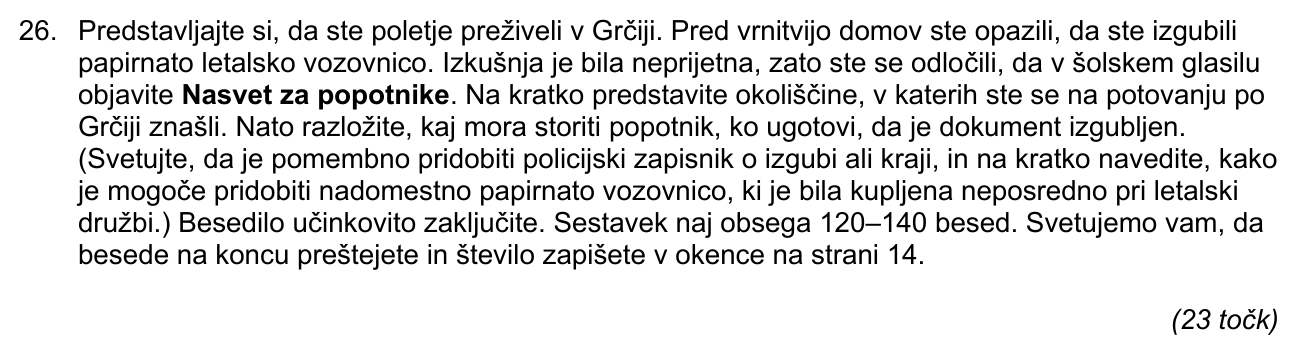 26. Predstavljajte si, da ste poletje preživeli v Grčiji. Pred vrnitvijo domov ste opazili, da ste izgubili
papirnato letalsko vozovnico. Izkušnja je bila neprijetna, zato ste se odločili, da v šolskem glasilu
objavite Nasvet za popotnike. Na kratko predstavite okoliščine, v katerih ste se na potovanju po
Grčiji znašli. Nato razložite, kaj mora storiti popotnik, ko ugotovi, da je dokument izgubljen.
(Svetujte, da je pomembno pridobiti policijski zapisnik o izgubi ali kraji, in na kratko navedite, kako
je mogoče pridobiti nadomestno papirnato vozovnico, ki je bila kupljena neposredno pri letalski
družbi.) Besedilo učinkovito zaključite. Sestavek naj obsega 120–140 besed. Svetujemo vam, da
besede na koncu preštejete in število zapišete v okence na strani 14.
(23 točk)